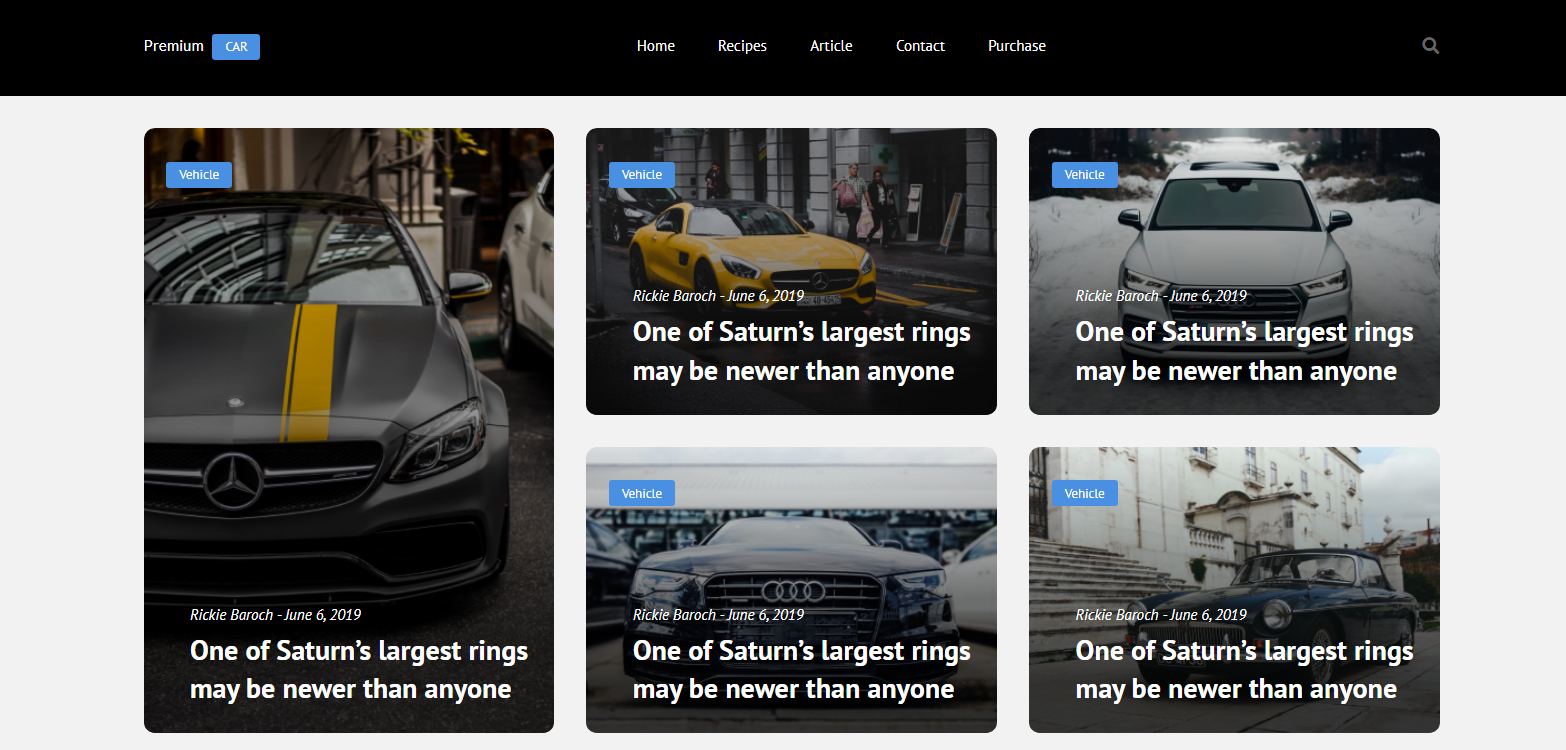 Premium CAR
Home Recipes Article Contact Purchase
Vehicle
Rickie Baroch - June 6, 2019
One of Saturn’s largest rings
may be newer than anyone
Vehicle
Rickie Baroch - June 6, 2019
One of Saturn’s largest rings
may be newer than anyone
Vehicle
Rickie Baroch - June 6, 2019
One of Saturn’s largest rings
may be newer than anyone
Vehicle
Rickie Baroch - June 6, 2019
One of Saturn’s largest rings
may be newer than anyone
Vehicle
Rickie Baroch - June 6, 2019
One of Saturn’s largest rings
may be newer than anyone